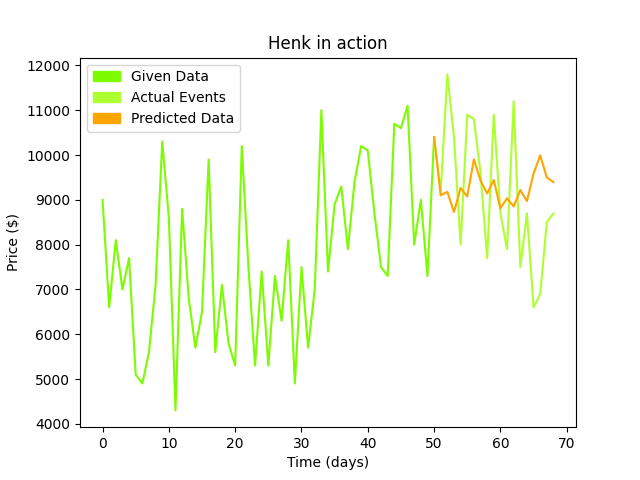 Henk in action
Given Data
Actual Events
Predicted Data
12000
11000
10000
9000
8000
7000
6000
5000
4000
Price ($)
0 10 20 30 40 50 60 70
Time (days)